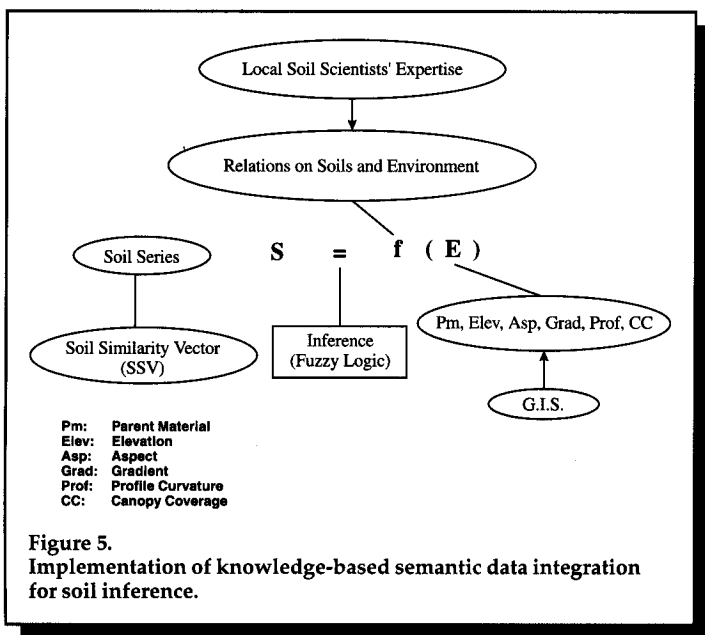 Local Soil Scientists' Expertise
Relations on Soils and Environment
S = f ( E )
Soil Series
Soil Similarity Vector
(SSV)
Inference
(Fuzzy Logic)
Pm, Elev, Asp, Grad, Prof, CC
G.I.S.
Pm: Parent Material
Elev: Elevation
Asp: Aspect
Grad: Gradient
Prof: Profile Curvature
CC: Canopy Coverage
Figure 5.
Implementation of knowledge-based semantic data integration
for soil inference.